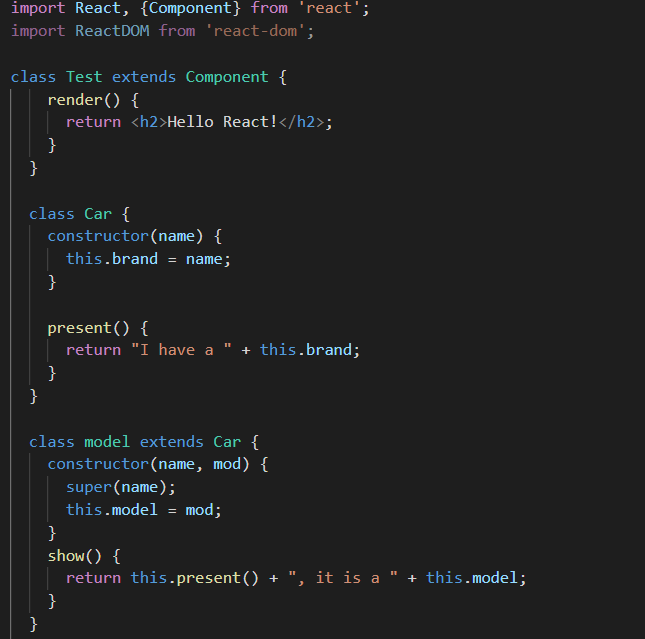 import React, {Component} from 'react';
import ReactDOM from 'react-dom';
class Test extends Component {
render() {
return <h2>Hello React!</h2>;
}
}
class Car {
constructor(name) {
this.brand = name;
}
present() {
return "I have a " + this.brand;
}
}
class model extends Car {
constructor(name, mod) {
super(name);
this.model = mod;
}
show() {
return this.present() + ", it is a " + this.model;
}
}